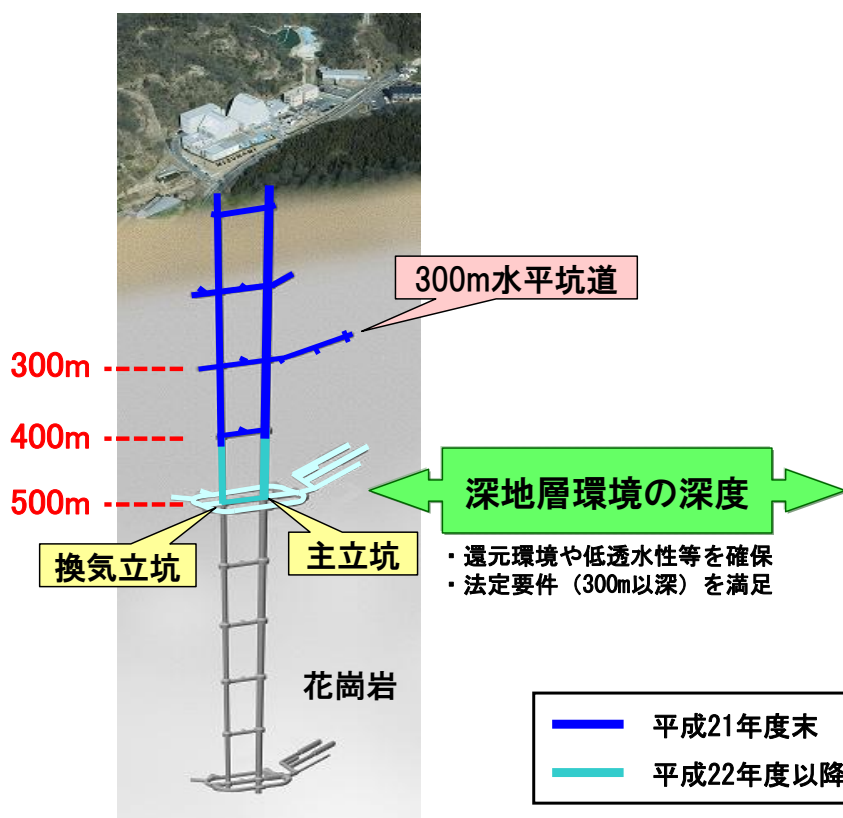 MIZUNAMI
300m水平坑道
300m
400m
500m
深地層環境の深度
・還元環境や低透水性等を確保
・法定要件（300m以深）を満足
換気立坑
主立坑
花崗岩
平成21年度末
平成22年度以降